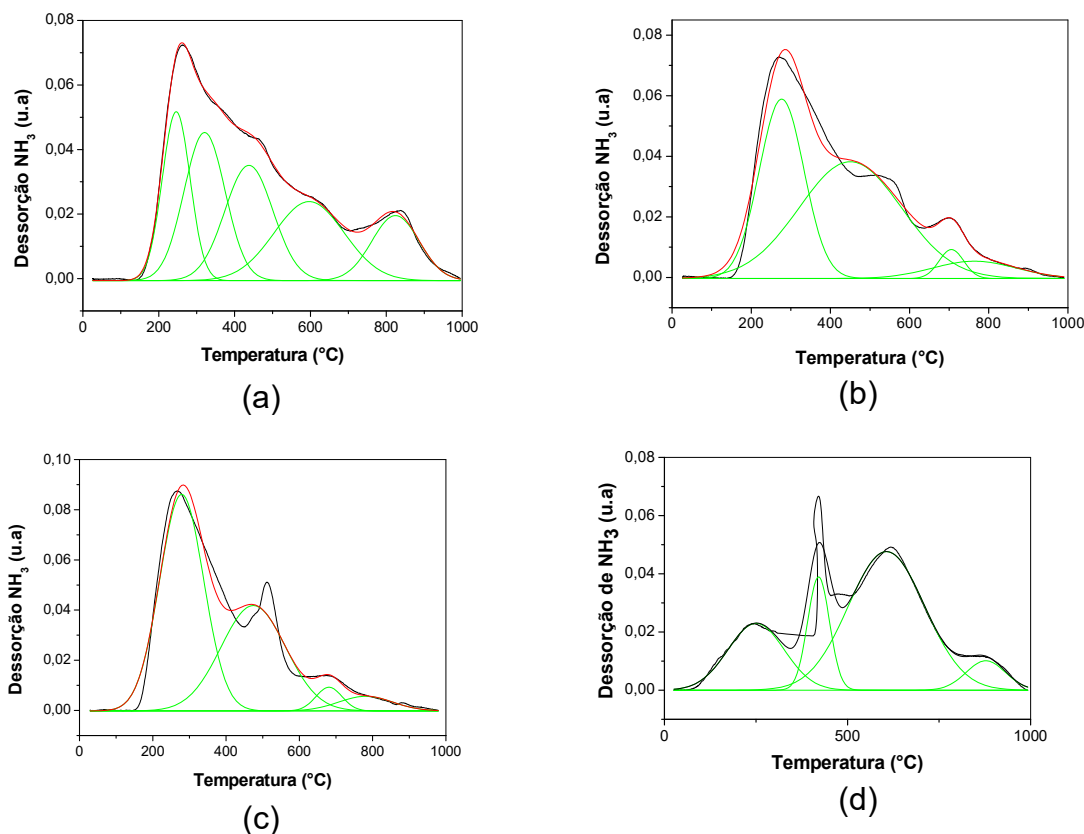 0,08
0,06
0,04
0,02
0,00
Dessorção NH3 (u.a)
0 200 400 600 800 1000
Temperatura (°C)
(a)
0,08
0,06
0,04
0,02
0,00
Dessorção NH3 (u.a)
0 200 400 600 800 1000
Temperatura (°C)
(b)
0,10
0,08
0,06
0,04
0,02
0,00
Dessorção NH3 (u.a)
0 200 400 600 800 1000
Temperatura (°C)
(c)
0,08
0,06
0,04
0,02
0,00
Dessorção de NH3 (u.a)
0 500 1000
Temperatura (°C)
(d)